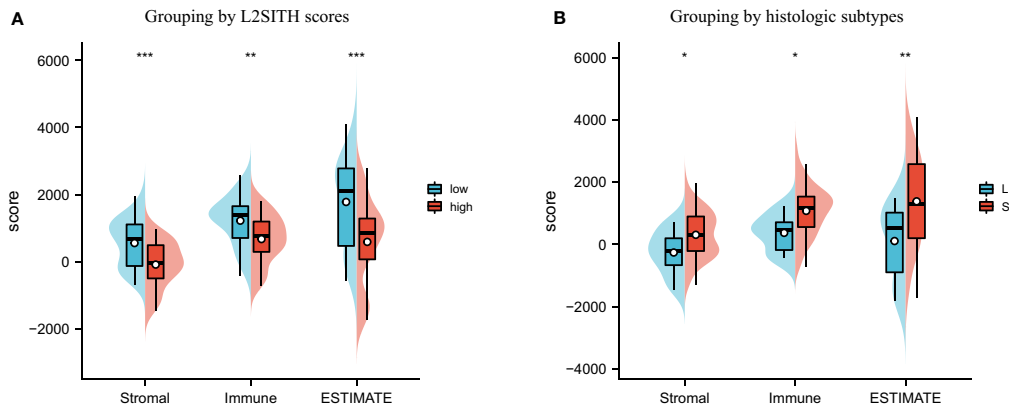 A
Grouping by L2SITH scores
***
**
***
6000
4000
2000
0
−2000
score
low
high
Stromal
Immune
ESTIMATE
B
Grouping by histologic subtypes
*
*
**
6000
4000
2000
0
−2000
−4000
score
L
S
Stromal
Immune
ESTIMATE